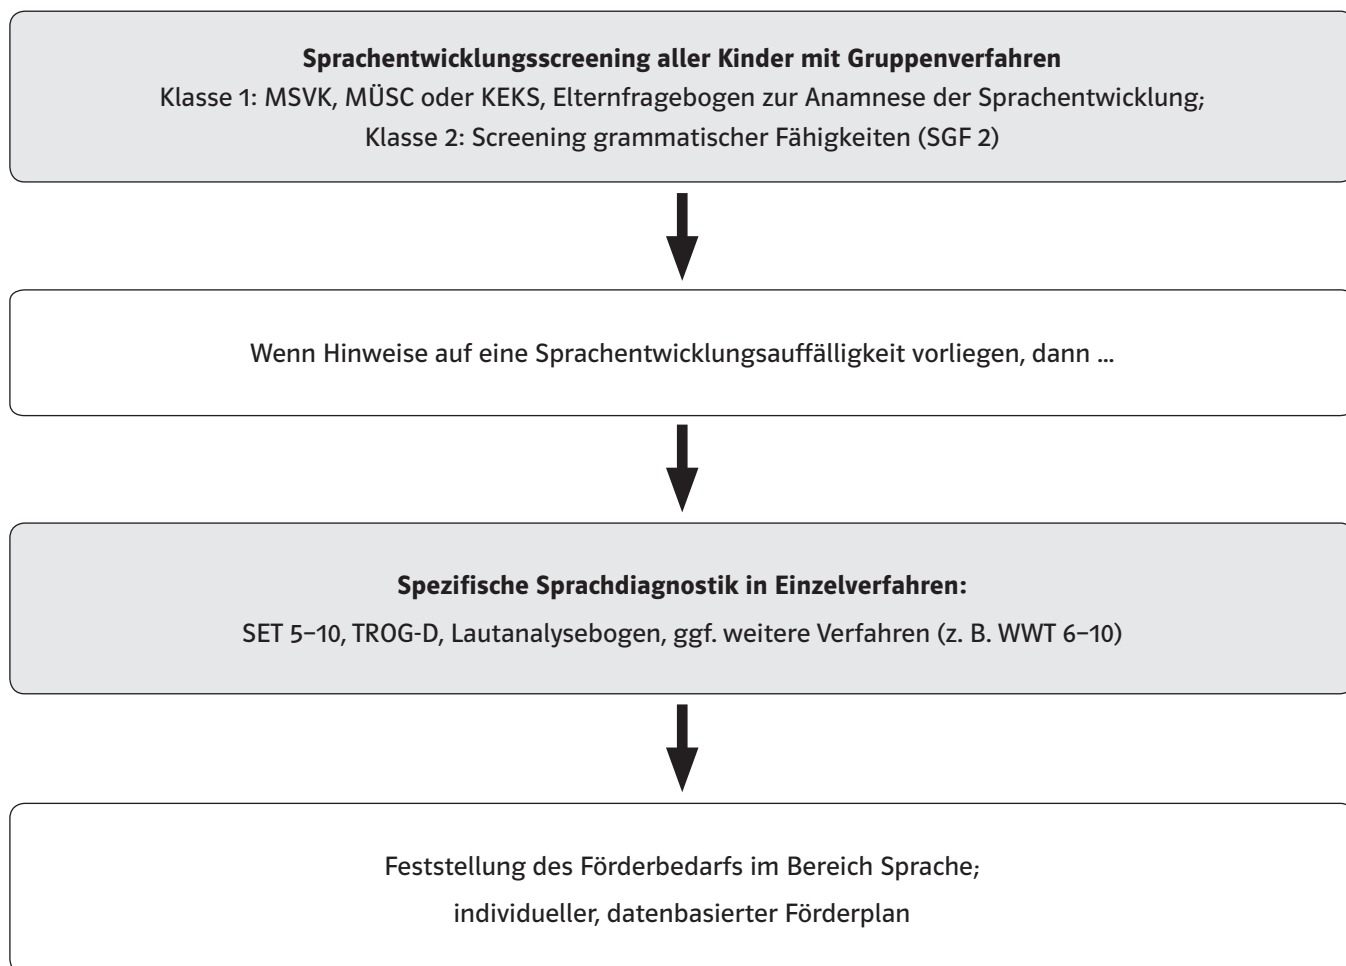 Sprachentwicklungsscreening aller Kinder mit Gruppenverfahren
Klasse 1: MSVK, MÜSC oder KEKS, Elternfragebogen zur Anamnese der Sprachentwicklung;
Klasse 2: Screening grammatischer Fähigkeiten (SGF 2)
Wenn Hinweise auf eine Sprachentwicklungsauffälligkeit vorliegen, dann ...
Spezifische Sprachdiagnostik in Einzelverfahren:
SET 5–10, TROG-D, Lautanalysebogen, ggf. weitere Verfahren (z. B. WWT 6–10)
Feststellung des Förderbedarfs im Bereich Sprache;
individueller, datenbasierter Förderplan